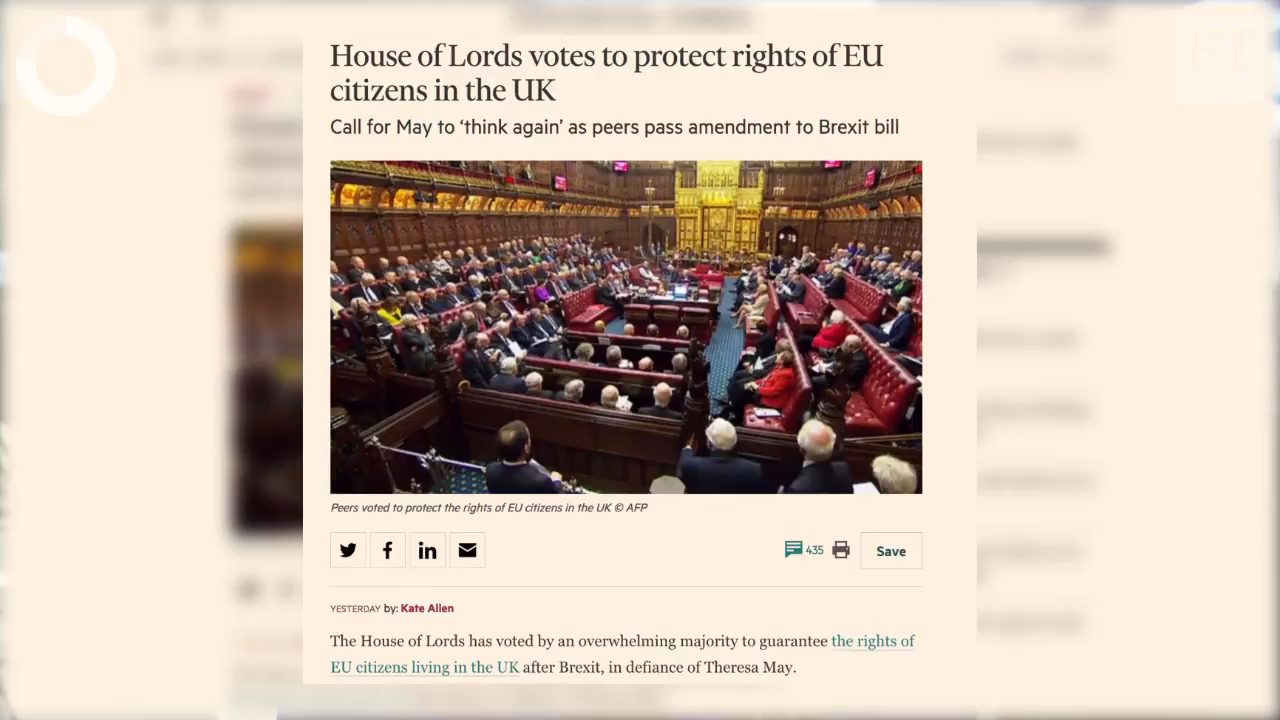 House of Lords votes to protect rights of EU
citizens in the UK
Call for May to ‘think again’ as peers pass amendment to Brexit bill
Peers voted to protect the rights of EU citizens in the UK © AFP
435
Save
YESTERDAY by: Kate Allen
The House of Lords has voted by an overwhelming majority to guarantee the rights of
EU citizens living in the UK after Brexit, in defiance of Theresa May.